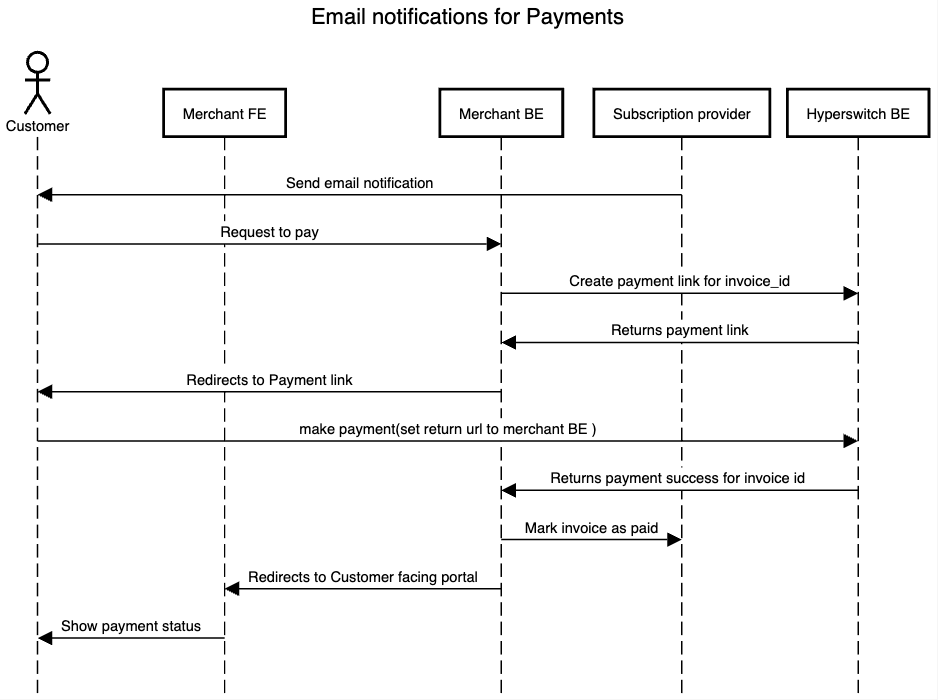 Email notifications for Payments
Customer
Merchant FE
Merchant BE
Subscription provider
Hyperswitch BE
Send email notification
Request to pay
Create payment link for invoice_id
Returns payment link
Redirects to Payment link
make payment(set return url to merchant BE )
Returns payment success for invoice id
Mark invoice as paid
Redirects to Customer facing portal
Show payment status